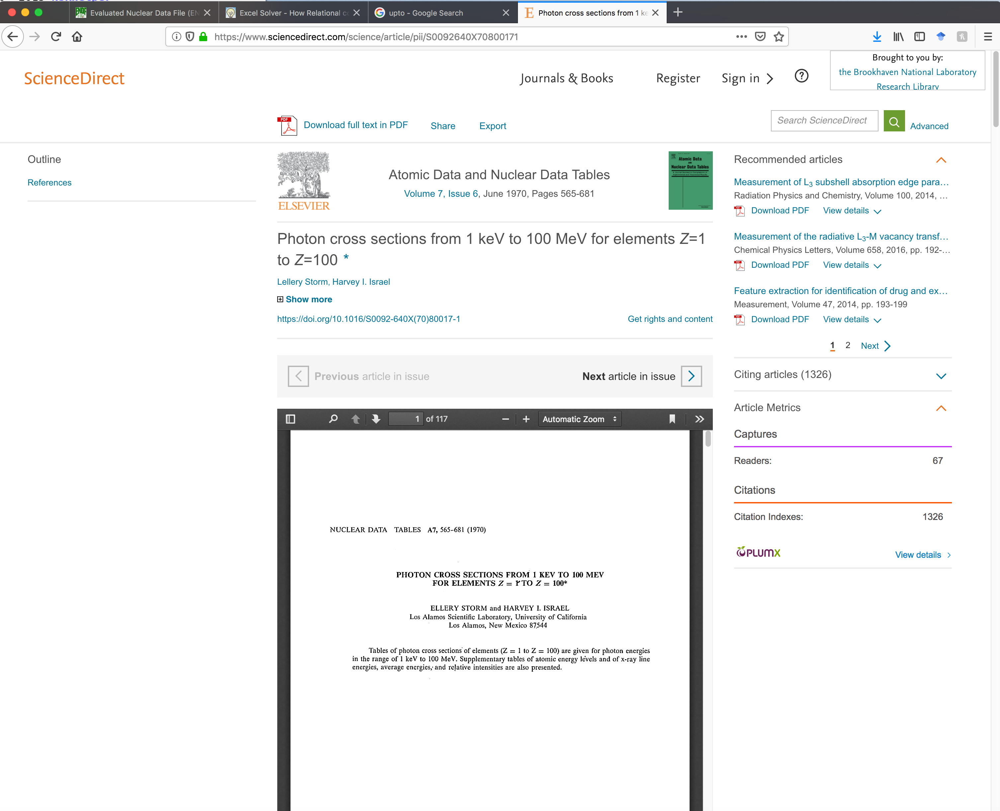 Evaluated Nuclear Data File (EN
Excel Solver - How Relational c
upto - Google Search
Photon cross sections from 1 ke
https://www.sciencedirect.com/science/article/pii/S0092640X70800171
ScienceDirect
Journals & Books
Register
Sign in
Brought to you by:
the Brookhaven National Laboratory
Research Library
Download full text in PDF
Share
Export
Search ScienceDirect
Advanced
Outline
References
ELSEVIER
Atomic Data and Nuclear Data Tables
Volume 7, Issue 6, June 1970, Pages 565-681
Atomic Data
AND
Nuclear Data Tables
Photon cross sections from 1 keV to 100 MeV for elements Z=1
to Z=100 *
Lellery Storm, Harvey I. Israel
Show more
https://doi.org/10.1016/S0092-640X(70)80017-1
Get rights and content
Previous article in issue
Next article in issue
1 of 117
Automatic Zoom
NUCLEAR DATA TABLES A7, 565-681 (1970)
PHOTON CROSS SECTIONS FROM 1 KEV TO 100 MEV
FOR ELEMENTS Z = 1 TO Z = 100*
ELLERY STORM and HARVEY I. ISRAEL
Los Alamos Scientific Laboratory, University of California
Los Alamos, New Mexico 87544
Tables of photon cross sections of elements (Z = 1 to Z = 100) are given for photon energies
in the range of 1 keV to 100 MeV. Supplementary tables of atomic energy levels and of x-ray line
energies, average energies, and relative intensities are also presented.
Recommended articles
Measurement of L3 subshell absorption edge para...
Radiation Physics and Chemistry, Volume 100, 2014, ...
Download PDF
View details
Measurement of the radiative L3-M vacancy transf...
Chemical Physics Letters, Volume 658, 2016, pp. 192-...
Download PDF
View details
Feature extraction for identification of drug and ex...
Measurement, Volume 47, 2014, pp. 193-199
Download PDF
View details
1 2 Next
Citing articles (1326)
Article Metrics
Captures
Readers: 67
Citations
Citation Indexes: 1326
PLUMX
View details